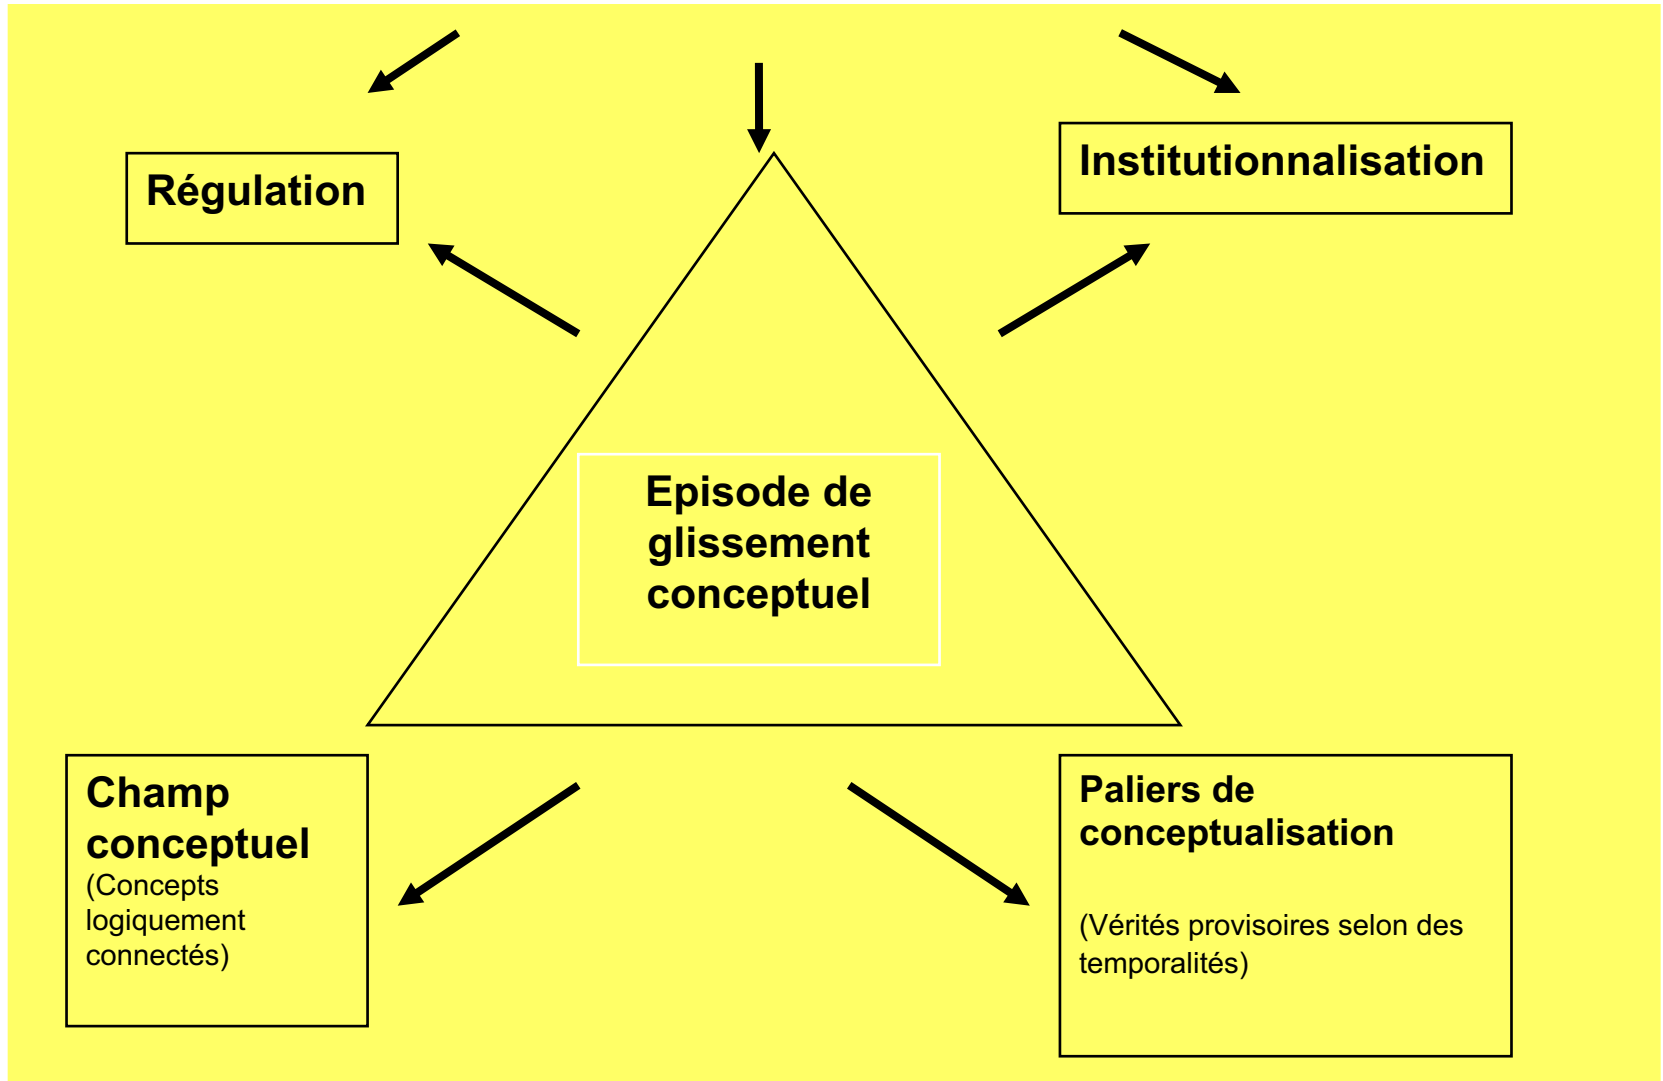 Régulation
Institutionnalisation
Episode de
glissement
conceptuel
Champ
conceptuel
(Concepts
logiquement
connectés)
Paliers de
conceptualisation
(Vérités provisoires selon des
temporalités)